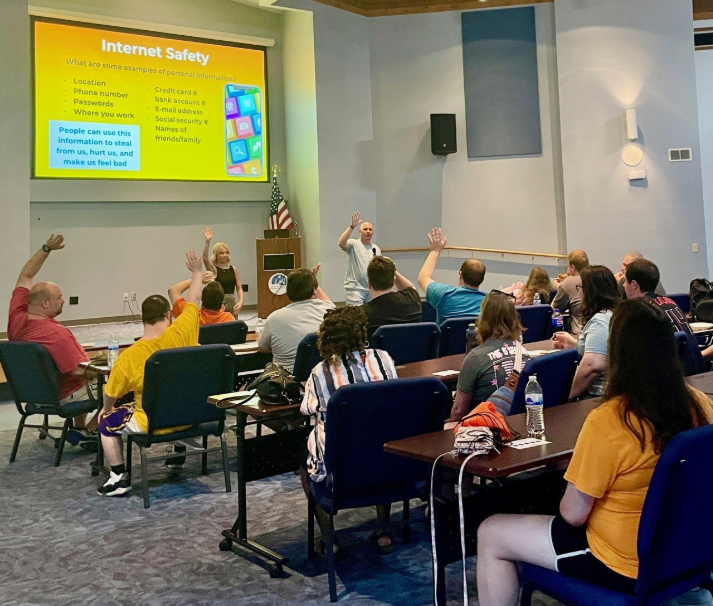 Internet Safety
What are some examples of personal information?
· Location
· Phone number
· Passwords
· Where you work
· Credit card #
· bank account #
· E-mail address
· Social security #
· Names of
friends/family
People can use this
information to steal
from us, hurt us, and
make us feel bad